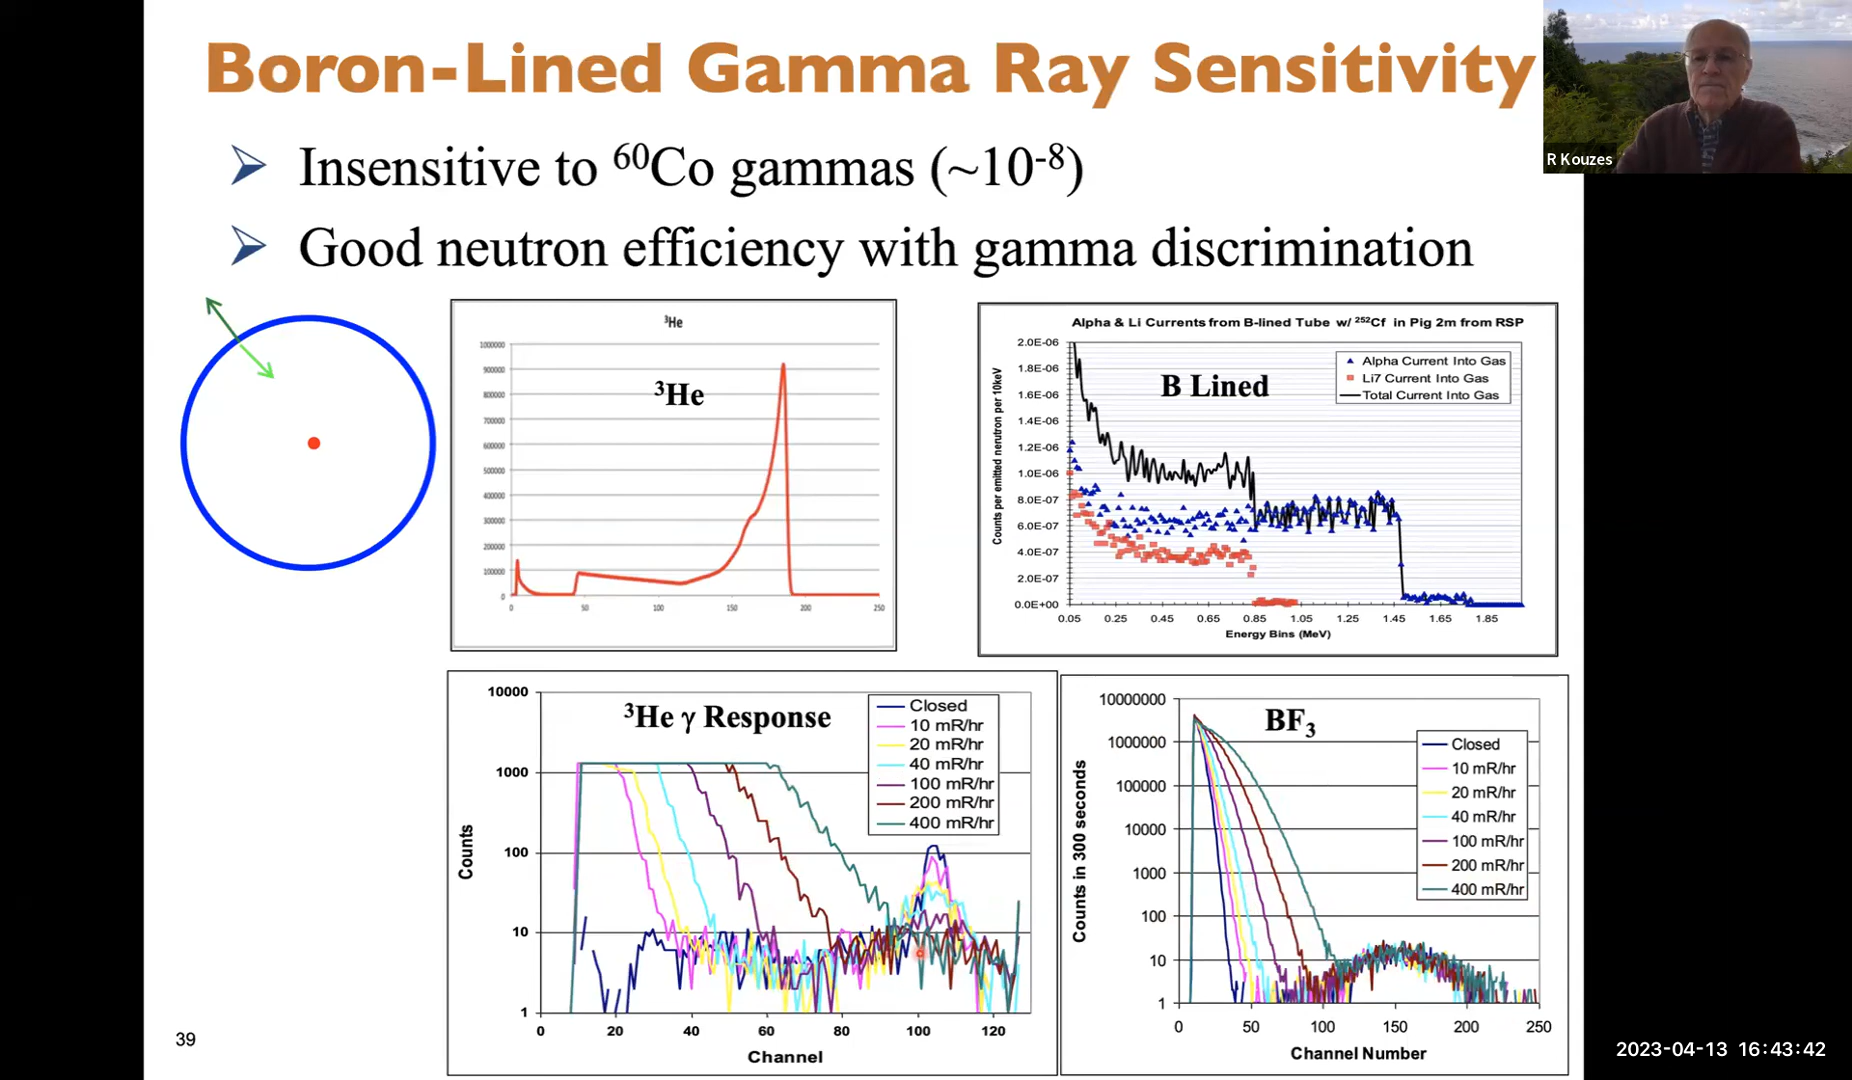 Boron-Lined Gamma Ray Sensitivity
R Kouzes
➢ Insensitive to ⁶⁰Co gammas (~10⁻⁸)
➢ Good neutron efficiency with gamma discrimination
³He
³He
1000000
900000
800000
700000
600000
500000
400000
300000
200000
100000
0
0 50 100 150 200 250
Alpha & Li Currents from B-lined Tube w/ ²⁵²Cf in Pig 2m from RSP
B Lined
Alpha Current Into Gas
Li7 Current Into Gas
Total Current Into Gas
Counts per emitted nerutron per 10keV
2.0E-06
1.8E-06
1.6E-06
1.4E-06
1.2E-06
1.0E-06
8.0E-07
6.0E-07
4.0E-07
2.0E-07
0.0E+00
0.05 0.25 0.45 0.65 0.85 1.05 1.25 1.45 1.65 1.85
Energy Bins (MeV)
³He γ Response
Closed
10 mR/hr
20 mR/hr
40 mR/hr
100 mR/hr
200 mR/hr
400 mR/hr
Counts
10000
1000
100
10
1
0 20 40 60 80 100 120
Channel
BF₃
Closed
10 mR/hr
20 mR/hr
40 mR/hr
100 mR/hr
200 mR/hr
400 mR/hr
Counts in 300 seconds
10000000
1000000
100000
10000
1000
100
10
1
0 50 100 150 200 250
Channel Number
39
2023-04-13 16:43:42